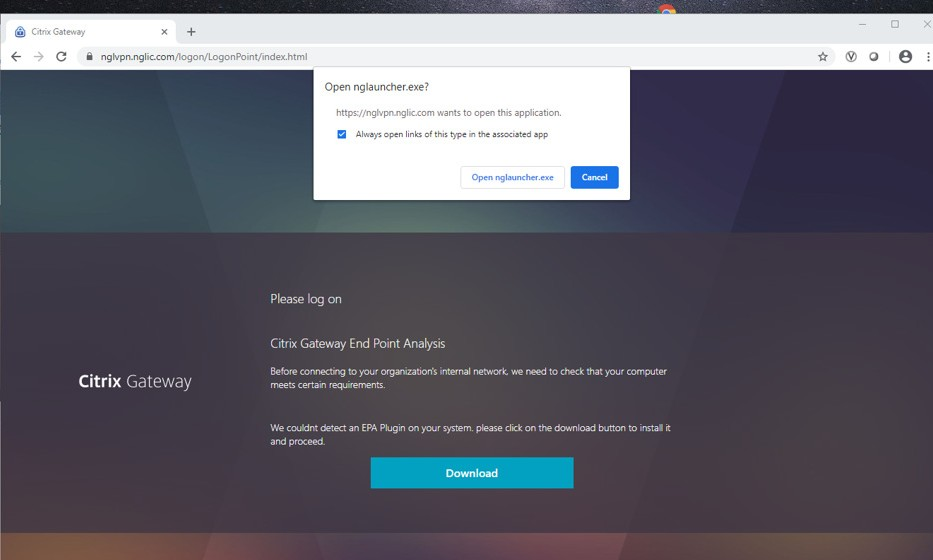 Citrix Gateway
nglvpn.nglic.com/logon/LogonPoint/index.html
Open nglauncher.exe?
https://nglvpn.nglic.com wants to open this application.
Always open links of this type in the associated app
Open nglauncher.exe
Cancel
Please log on
Citrix Gateway End Point Analysis
Before connecting to your organization's internal network, we need to check that your computer
meets certain requirements.
Citrix Gateway
We couldnt detect an EPA Plugin on your system. please click on the download button to install it
and proceed.
Download